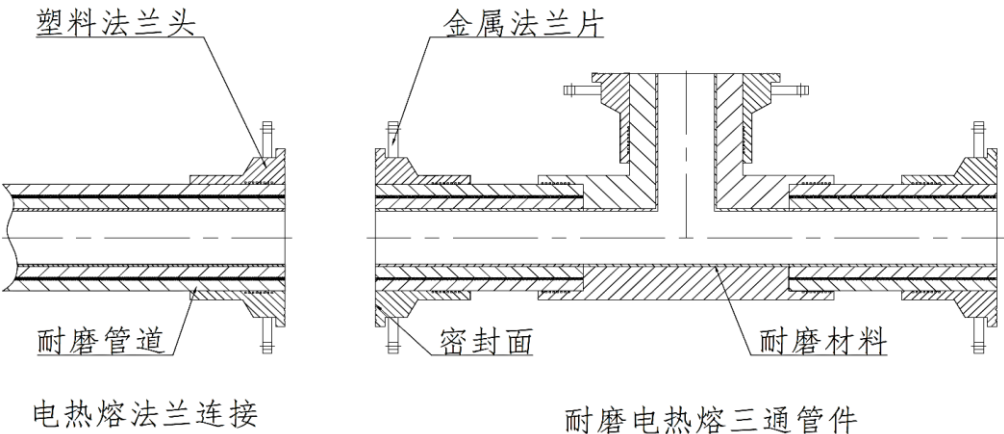 塑料法兰头
金属法兰片
耐磨管道
密封面
耐磨材料
电热熔法兰连接
耐磨电热熔三通管件